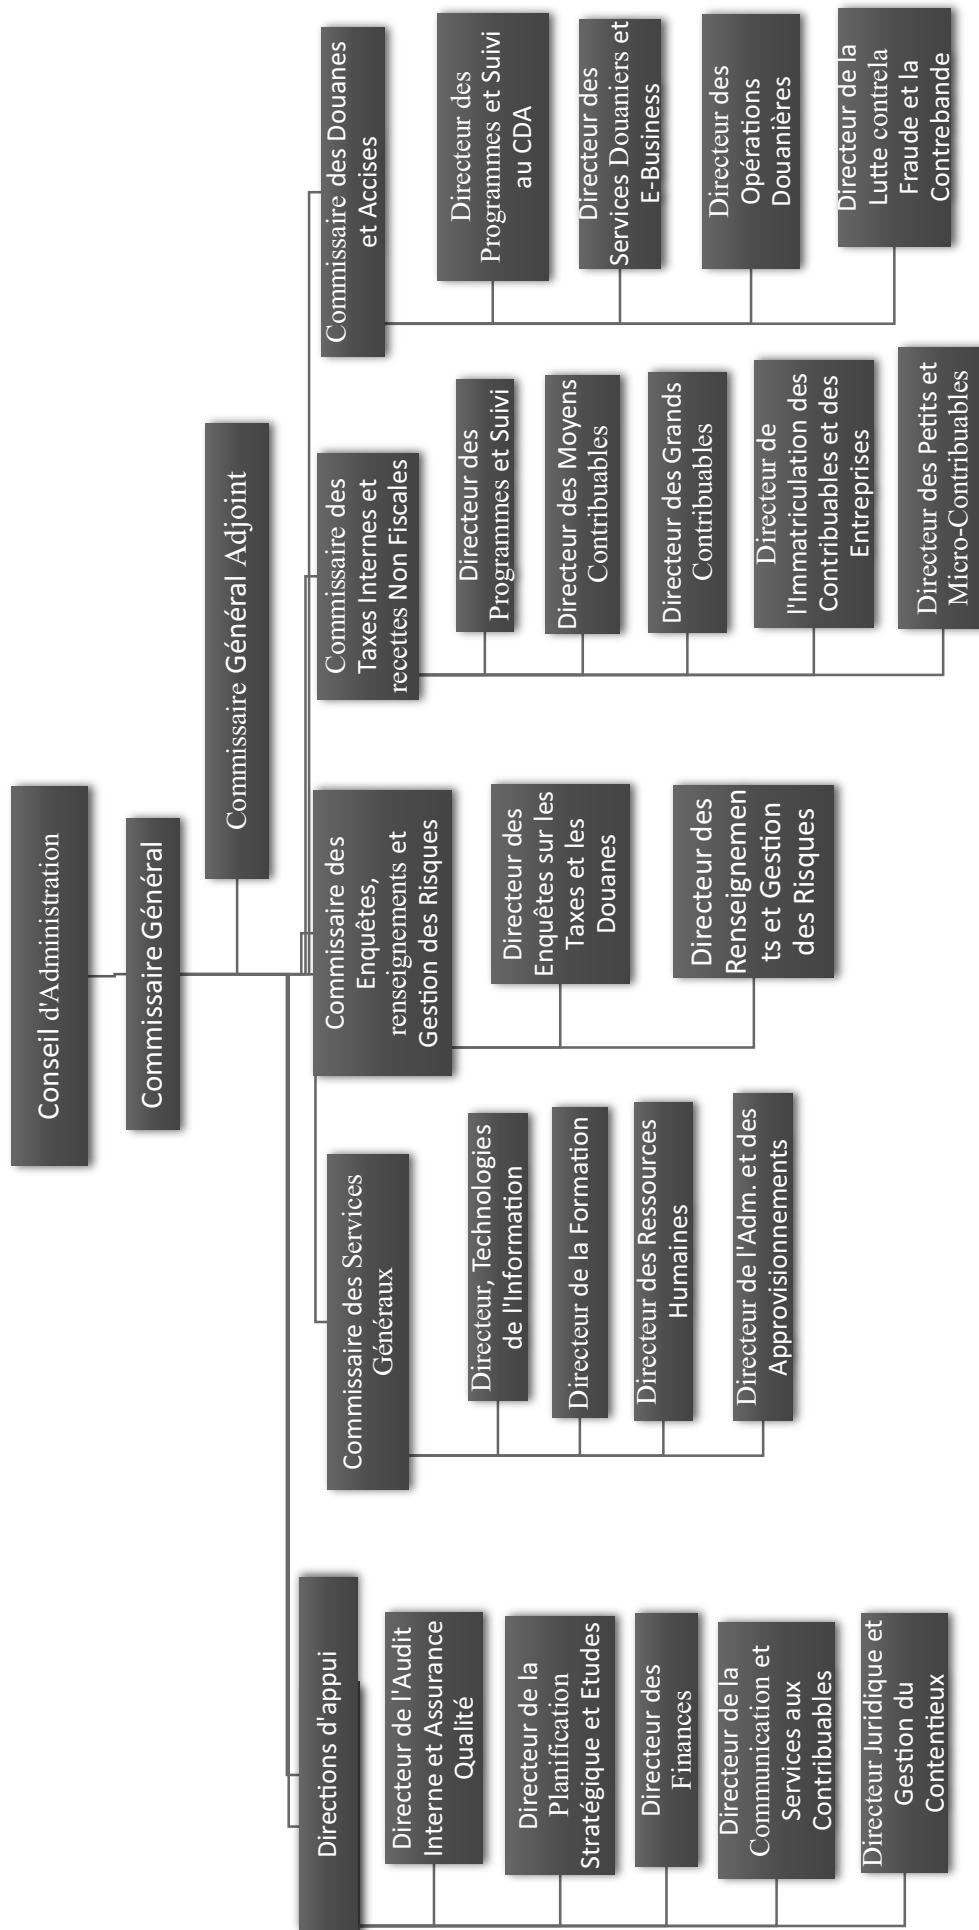 Conseil d'Administration
Commissaire Général
Commissaire Général Adjoint
Directions d'appui
Directeur de l'Audit
Interne et Assurance
Qualité
Directeur de la
Planification
Stratégique et Etudes
Directeur des
Finances
Directeur de la
Communication et
Services aux
Contribuables
Directeur Juridique et
Gestion du
Contentieux
Commissaire des Services
Généraux
Directeur, Technologies
de l'Information
Directeur de la Formation
Directeur des Ressources
Humaines
Directeur de l'Adm. et des
Approvisionnements
Commissaire des
Enquêtes,
renseignements et
Gestion des Risques
Directeur des
Enquêtes sur les
Taxes et les
Douanes
Directeur des
Renseignemen
ts et Gestion
des Risques
Commissaire des
Taxes Internes et
recettes Non Fiscales
Directeur des
Programmes et Suivi
Directeur des Moyens
Contribuables
Directeur des Grands
Contribuables
Directeur de
l'Immatriculation des
Contribuables et des
Entreprises
Directeur des Petits et
Micro-Contribuables
Commissaire des Douanes
et Accises
Directeur des
Programmes et Suivi
au CDA
Directeur des
Services Douaniers et
E-Business
Directeur des
Opérations
Douanières
Directeur de la
Lutte contrela
Fraude et la
Contrebande